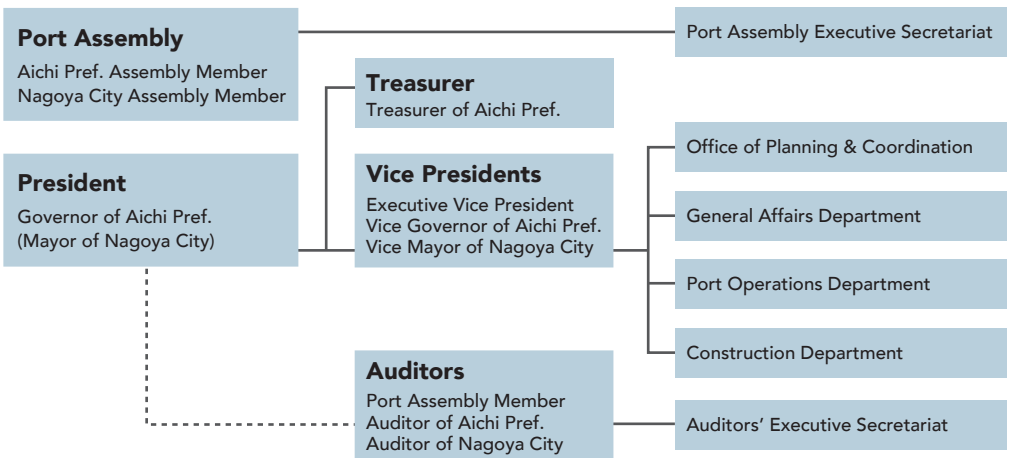 Port Assembly
Aichi Pref. Assembly Member
Nagoya City Assembly Member
Port Assembly Executive Secretariat
Treasurer
Treasurer of Aichi Pref.
President
Governor of Aichi Pref.
(Mayor of Nagoya City)
Vice Presidents
Executive Vice President
Vice Governor of Aichi Pref.
Vice Mayor of Nagoya City
Office of Planning & Coordination
General Affairs Department
Port Operations Department
Construction Department
Auditors
Port Assembly Member
Auditor of Aichi Pref.
Auditor of Nagoya City
Auditors’ Executive Secretariat